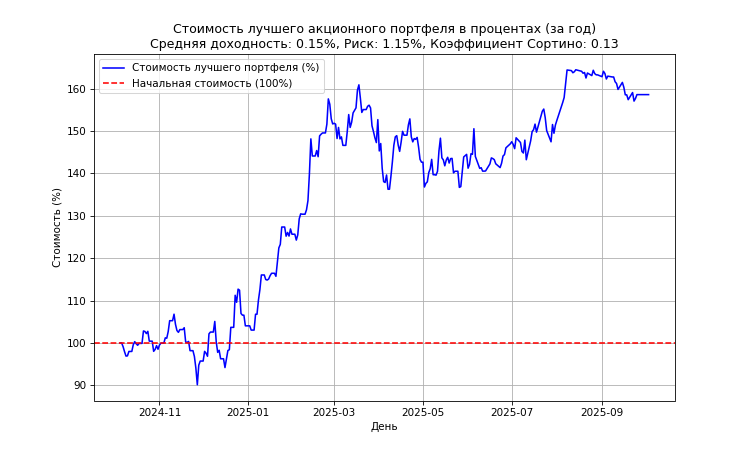 Стоимость лучшего акционного портфеля в процентах (за год)
Средняя доходность: 0.15%, Риск: 1.15%, Коэффициент Сортино: 0.13
Стоимость лучшего портфеля (%)
Начальная стоимость (100%)
Стоимость (%)
160
150
140
130
120
110
100
90
2024-11
2025-01
2025-03
2025-05
2025-07
2025-09
День